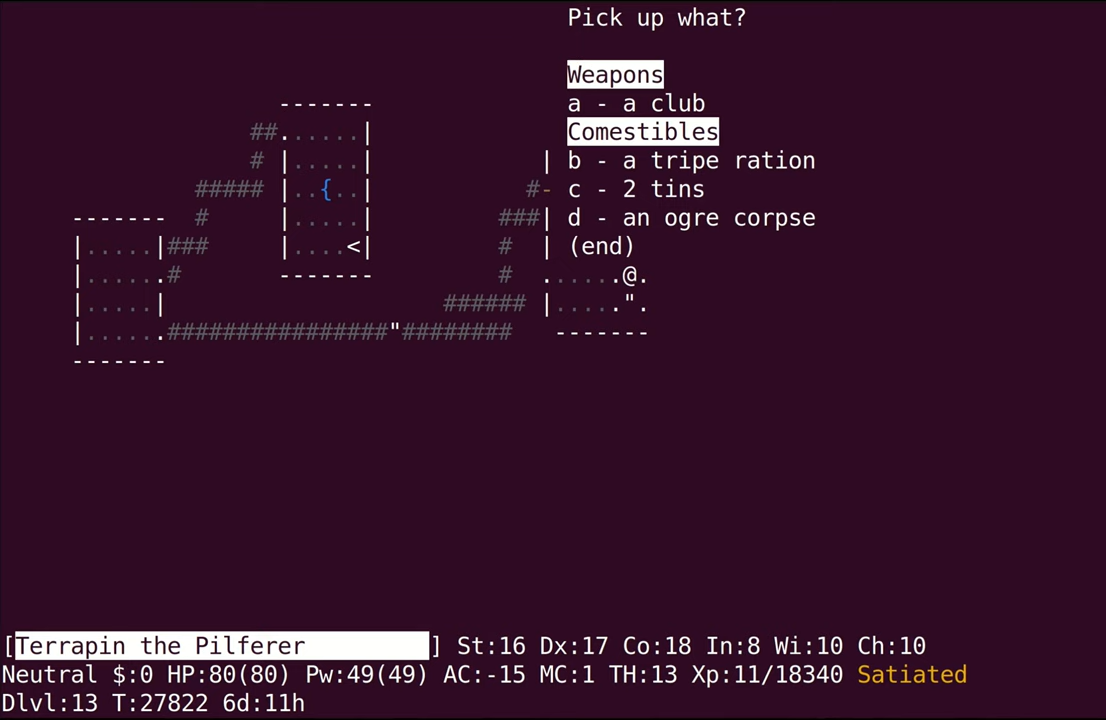 Pick up what?
Weapons
a - a club
Comestibles
b - a tripe ration
c - 2 tins
d - an ogre corpse
(end)
-------
##......|
# |.....| |
##### |..{..| #-
------- # |.....| ###|
|.....|### |....<| # |
|......#  ------- # ......@.
|.....| ###### |.....".
|......################"########  -------
-------
[Terrapin the Pilferer ] St:16 Dx:17 Co:18 In:8 Wi:10 Ch:10
Neutral $:0 HP:80(80) Pw:49(49) AC:-15 MC:1 TH:13 Xp:11/18340 Satiated
Dlvl:13 T:27822 6d:11h